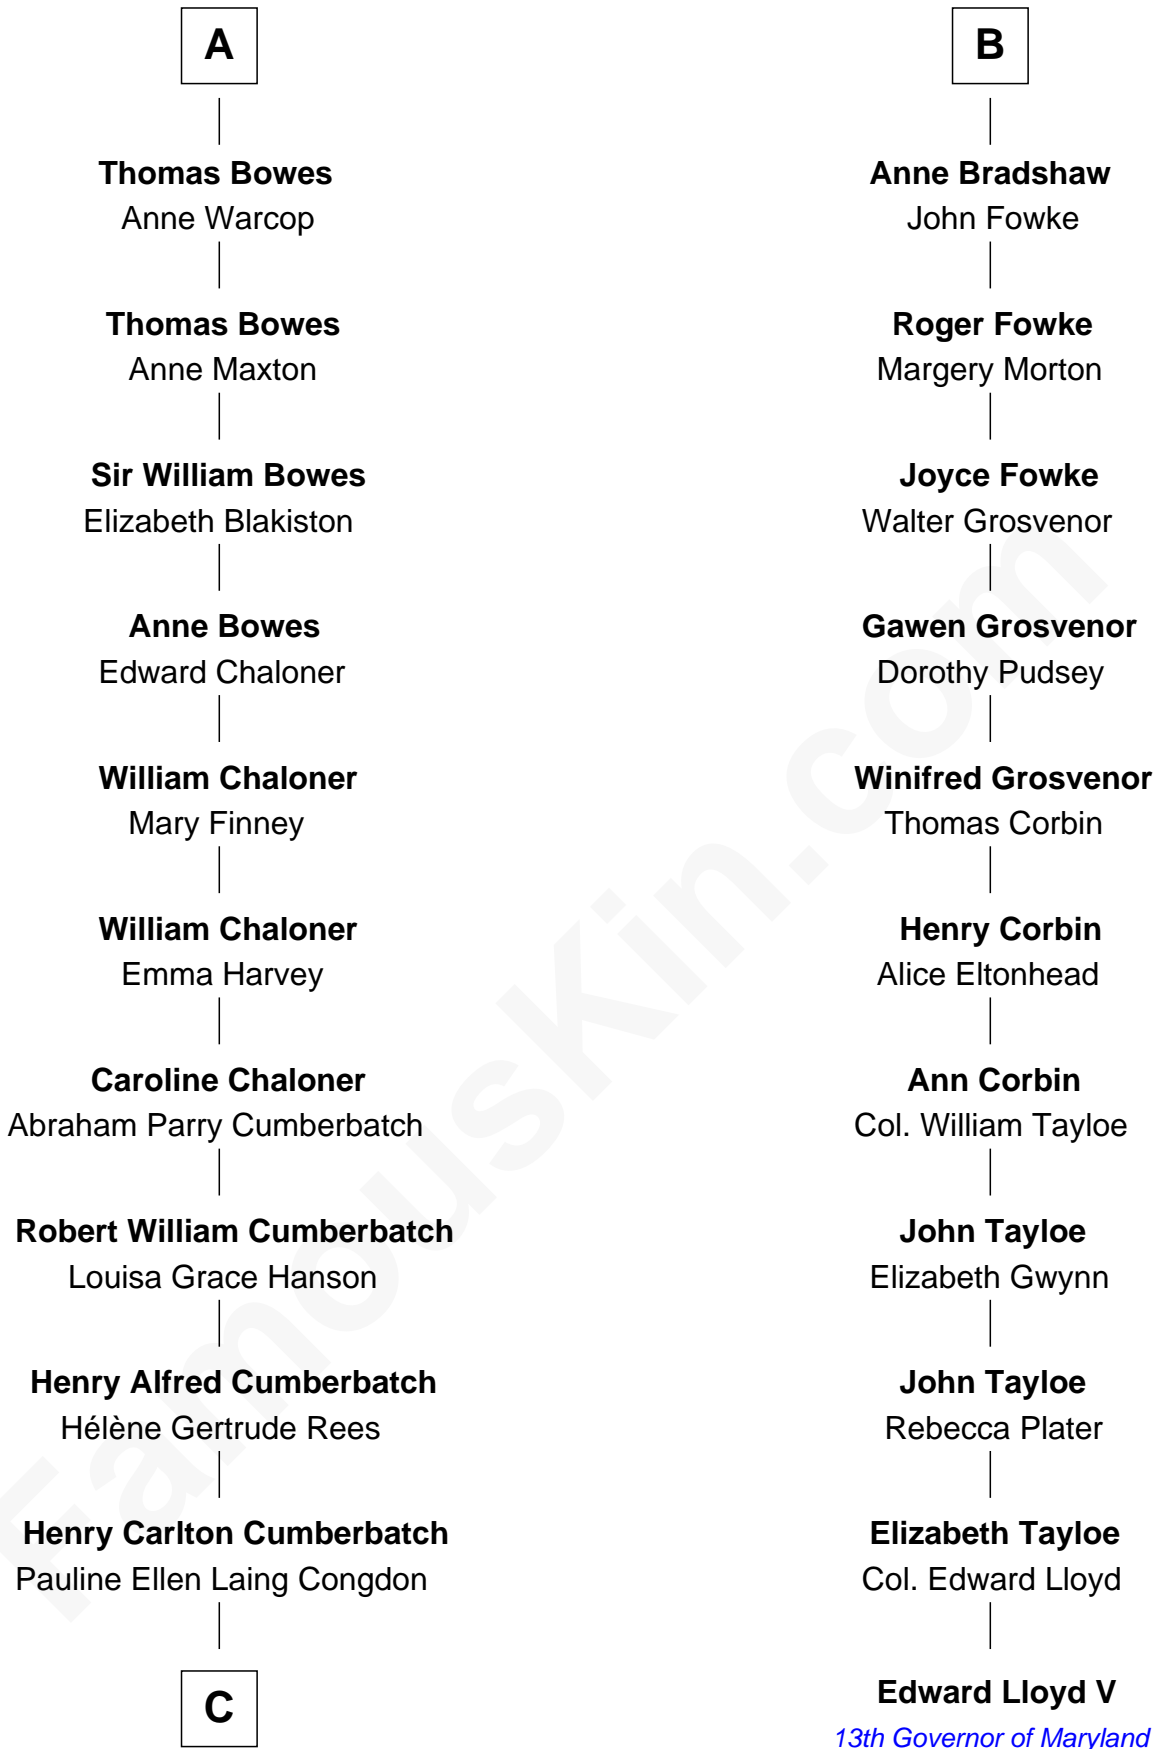 A
Thomas Bowes
Anne Warcop
Thomas Bowes
Anne Maxton
Sir William Bowes
Elizabeth Blakiston
Anne Bowes
Edward Chaloner
William Chaloner
Mary Finney
William Chaloner
Emma Harvey
Caroline Chaloner
Abraham Parry Cumberbatch
Robert William Cumberbatch
Louisa Grace Hanson
Henry Alfred Cumberbatch
Hélène Gertrude Rees
Henry Carlton Cumberbatch
Pauline Ellen Laing Congdon
C
B
Anne Bradshaw
John Fowke
Roger Fowke
Margery Morton
Joyce Fowke
Walter Grosvenor
Gawen Grosvenor
Dorothy Pudsey
Winifred Grosvenor
Thomas Corbin
Henry Corbin
Alice Eltonhead
Ann Corbin
Col. William Tayloe
John Tayloe
Elizabeth Gwynn
John Tayloe
Rebecca Plater
Elizabeth Tayloe
Col. Edward Lloyd
Edward Lloyd V
13th Governor of Maryland
FamousKin.com